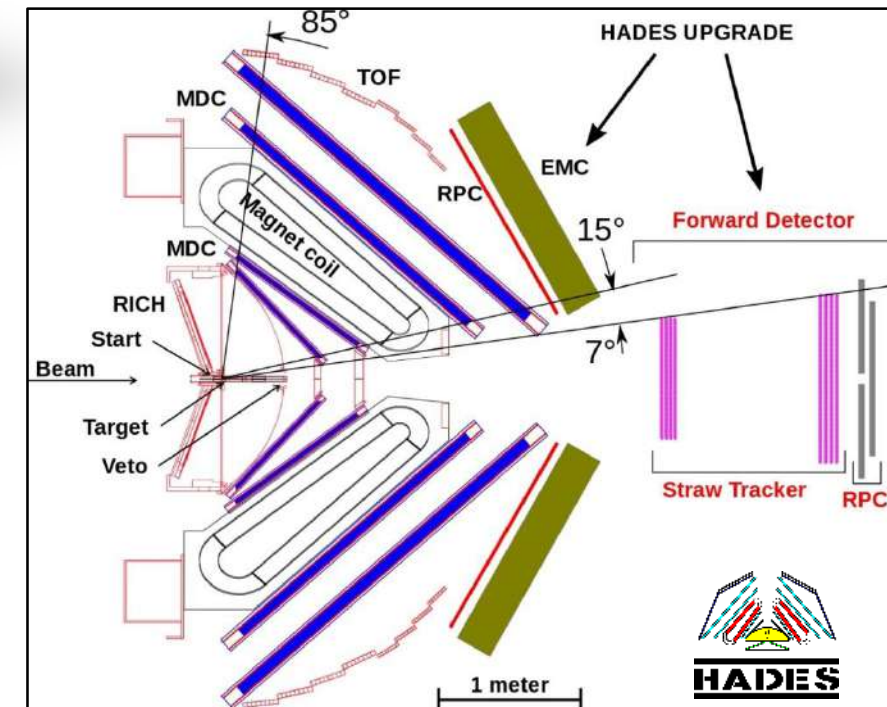 85°
HADES UPGRADE
TOF
MDC
EMC
RPC
Magnet coil
15°
Forward Detector
MDC
RICH
Start
Beam
7°
Target
Veto
Straw Tracker
RPC
1 meter
HADES